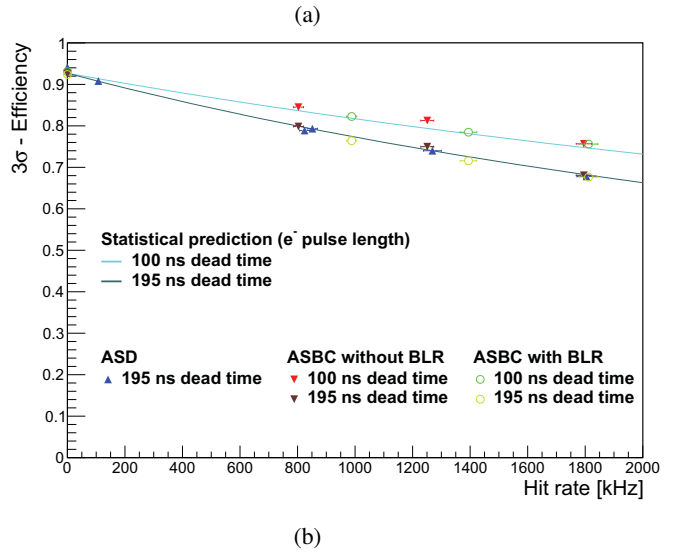 (a)
3σ - Efficiency
1
0.9
0.8
0.7
0.6
0.5
0.4
0.3
0.2
0.1
0
Statistical prediction (e⁻ pulse length)
100 ns dead time
195 ns dead time
ASD
195 ns dead time
ASBC without BLR
100 ns dead time
195 ns dead time
ASBC with BLR
100 ns dead time
195 ns dead time
0 200 400 600 800 1000 1200 1400 1600 1800 2000
Hit rate [kHz]
(b)